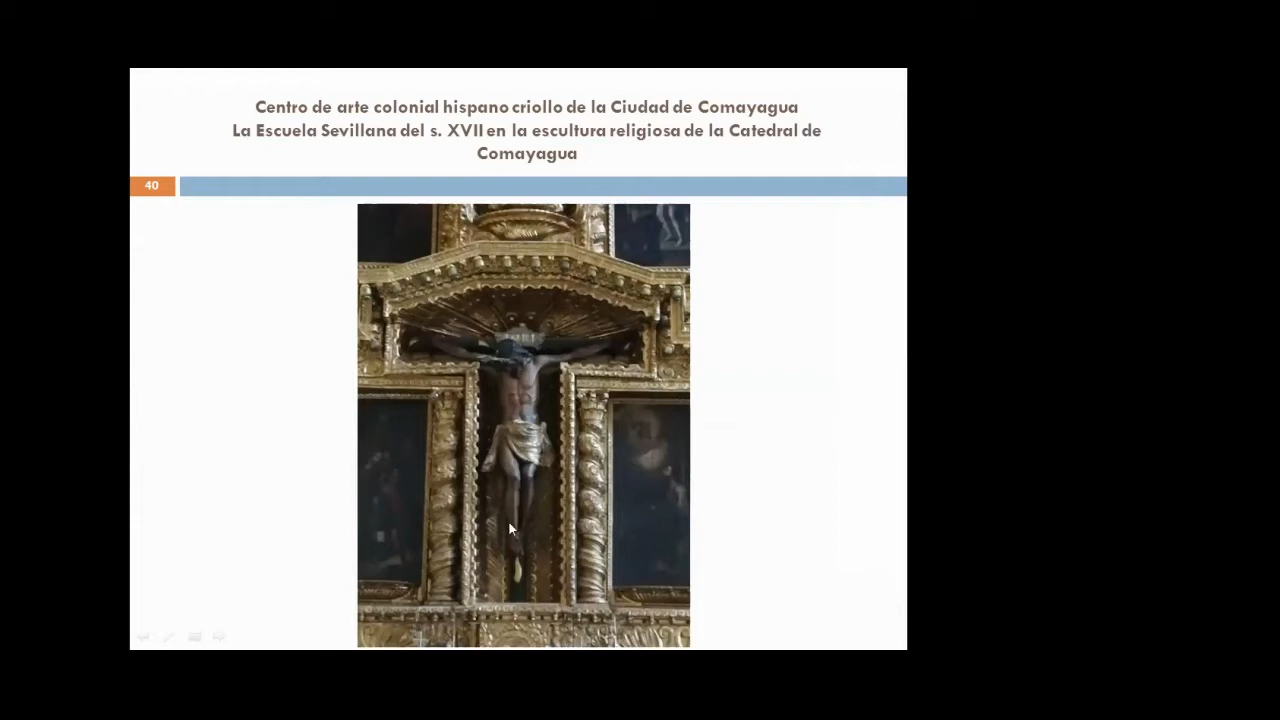 Centro de arte colonial hispano criollo de la Ciudad de Comayagua
La Escuela Sevillana del s. XVII en la escultura religiosa de la Catedral de
Comayagua
40